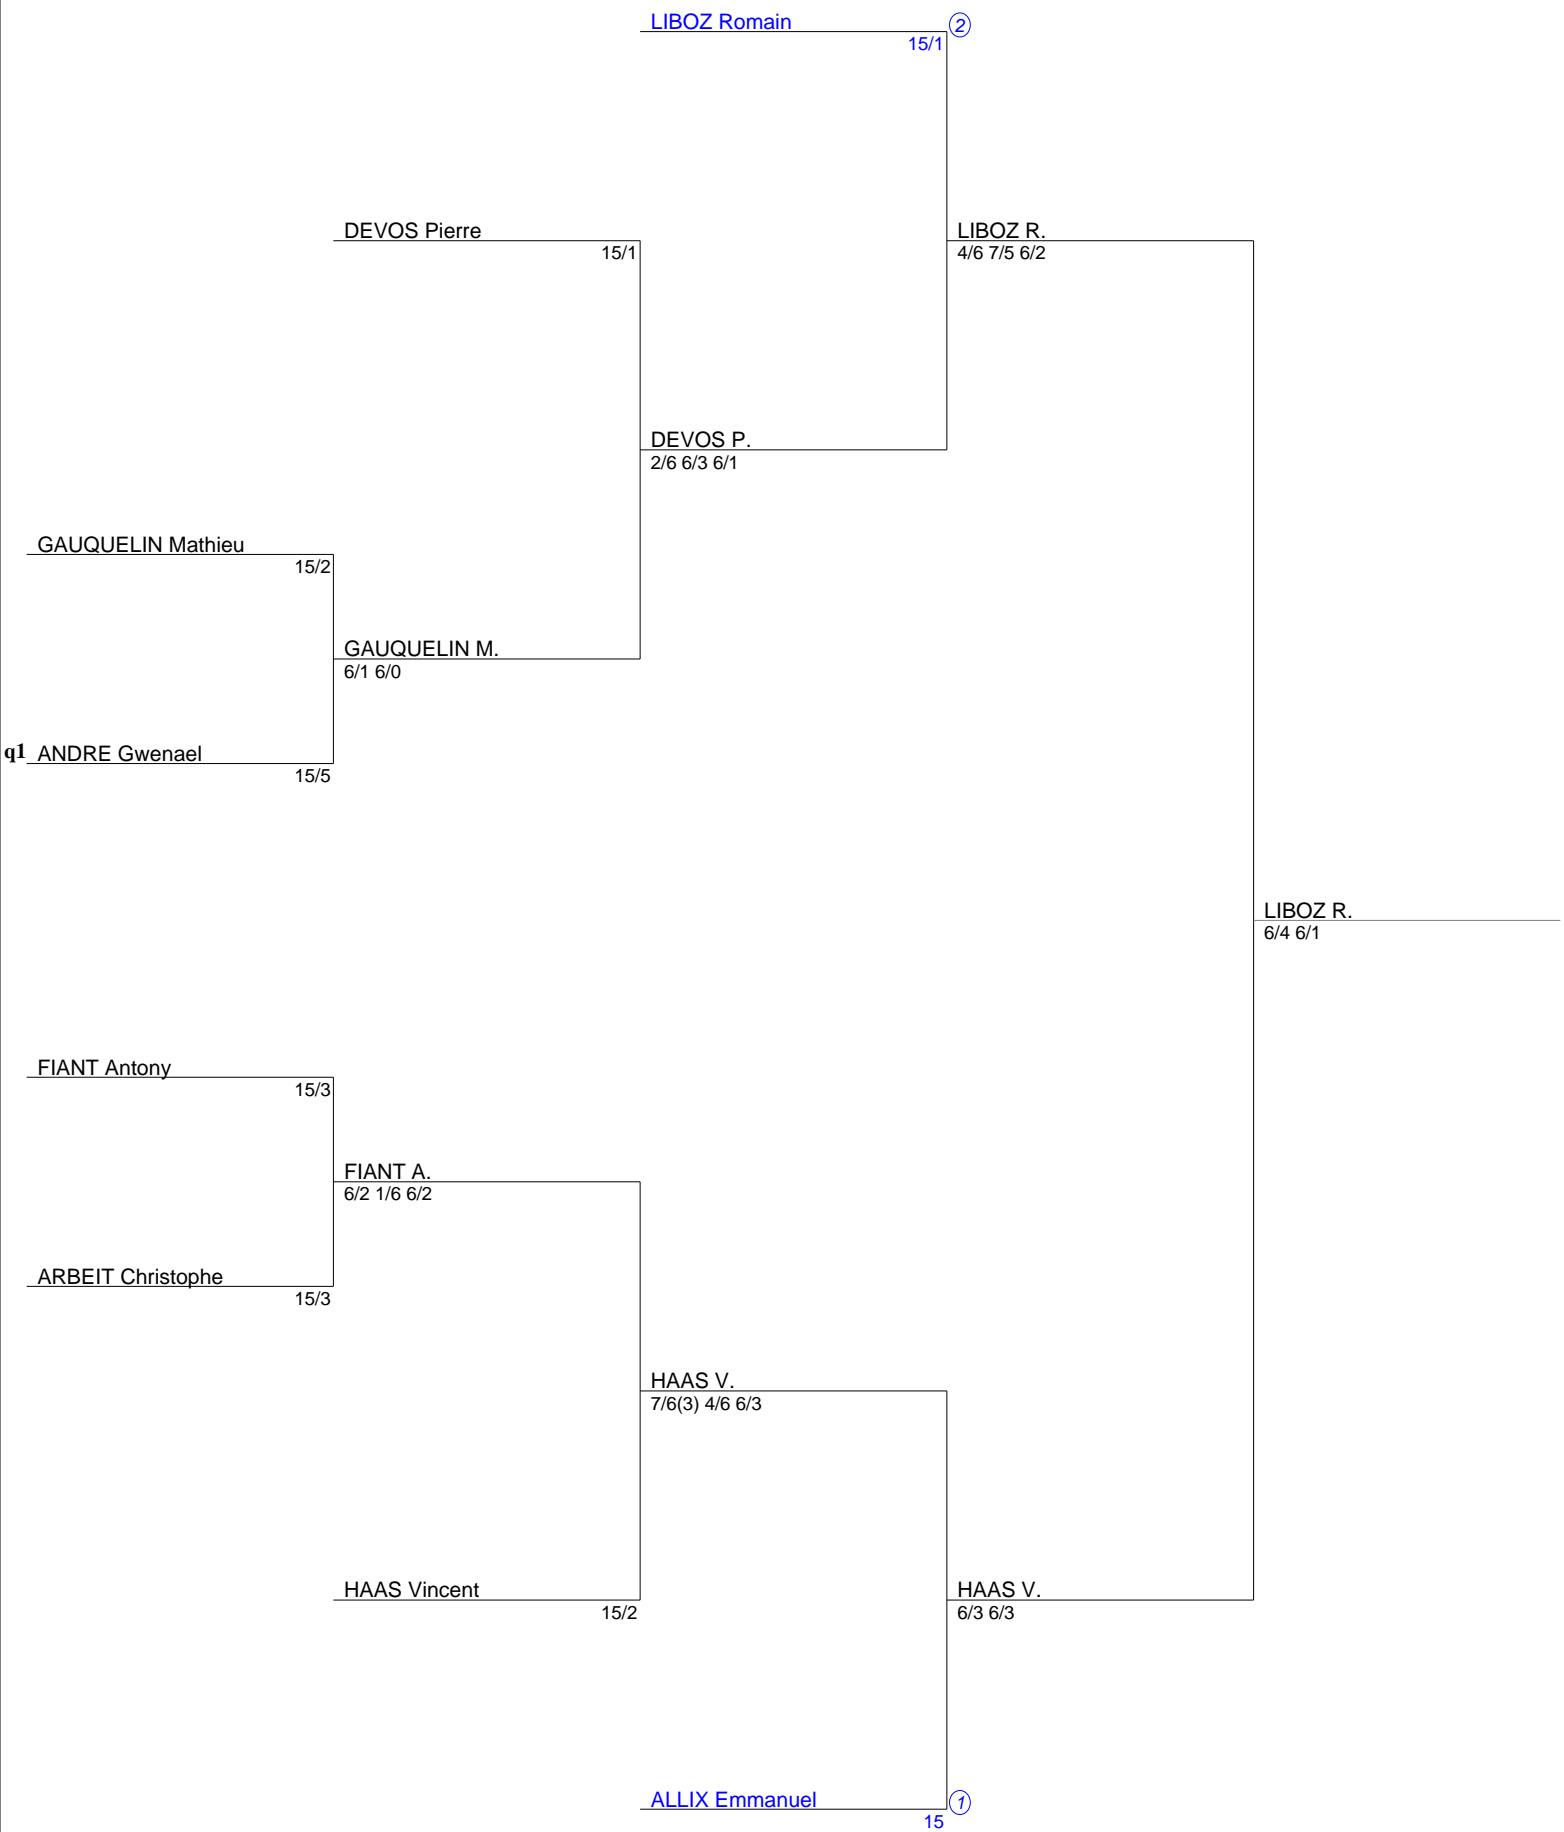 LIBOZ Romain 2
15/1
DEVOS Pierre
15/1
LIBOZ R.
4/6 7/5 6/2
DEVOS P.
2/6 6/3 6/1
GAUQUELIN Mathieu
15/2
GAUQUELIN M.
6/1 6/0
q1 ANDRE Gwenael
15/5
LIBOZ R.
6/4 6/1
FIANT Antony
15/3
FIANT A.
6/2 1/6 6/2
ARBEIT Christophe
15/3
HAAS V.
7/6(3) 4/6 6/3
HAAS Vincent
15/2
HAAS V.
6/3 6/3
ALLIX Emmanuel 1
15